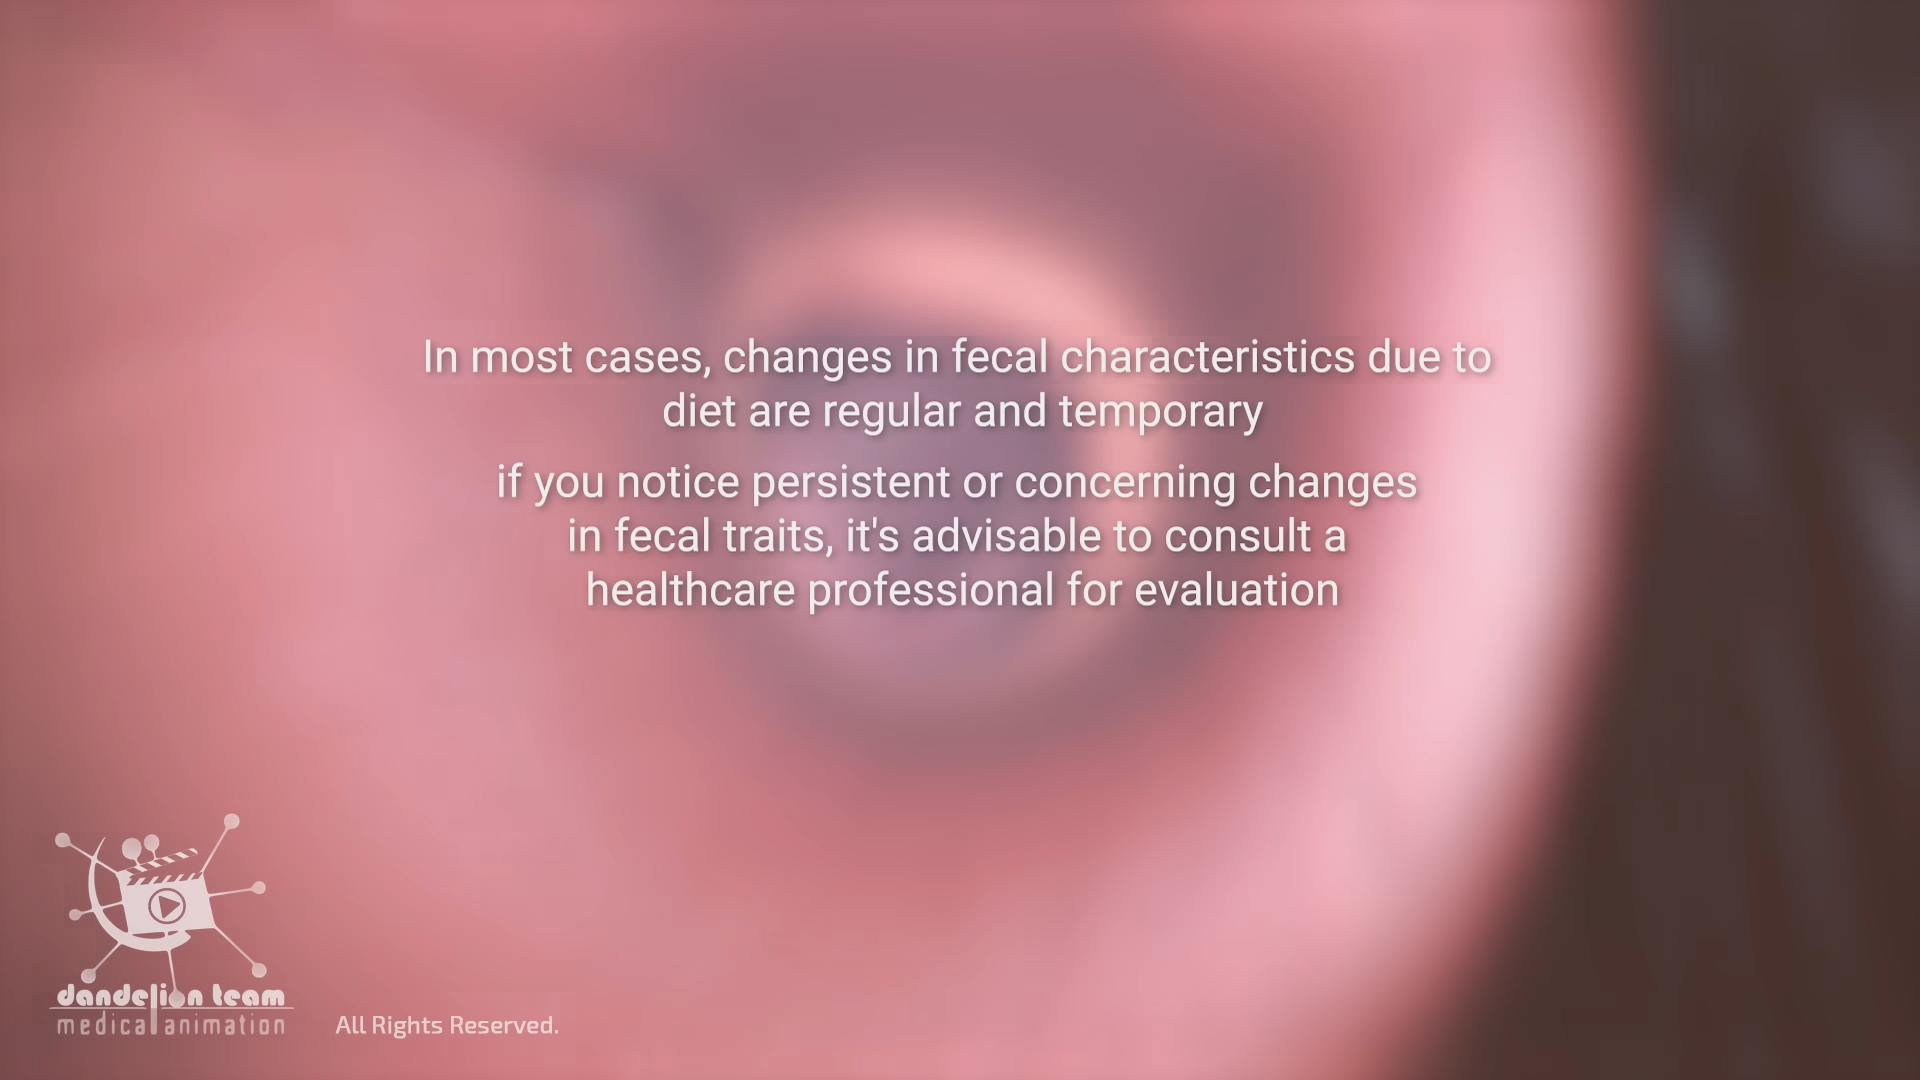 In most cases, changes in fecal characteristics due to
diet are regular and temporary
if you notice persistent or concerning changes
in fecal traits, it's advisable to consult a
healthcare professional for evaluation
dandelion team
medical animation
All Rights Reserved.